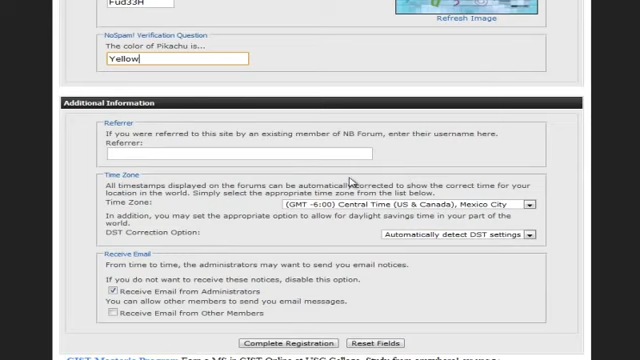 Fud33H
Refresh Image
NoSpam! Verification Question
The color of Pikachu is...
Yellow
Additional Information
Referrer
If you were referred to this site by an existing member of NB Forum, enter their username here.
Referrer:
Time Zone
All timestamps displayed on the forums can be automatically corrected to show the correct time for your
location in the world. Simply select the appropriate time zone from the list below.
Time Zone: (GMT -6:00) Central Time (US & Canada), Mexico City
In addition, you may set the appropriate option to allow for daylight savings time in your part of the
world.
DST Correction Option: Automatically detect DST settings
Receive Email
From time to time, the administrators may want to send you email notices.
If you do not want to receive these notices, disable this option.
Receive Email from Administrators
You can allow other members to send you email messages.
Receive Email from Other Members
Complete Registration Reset Fields